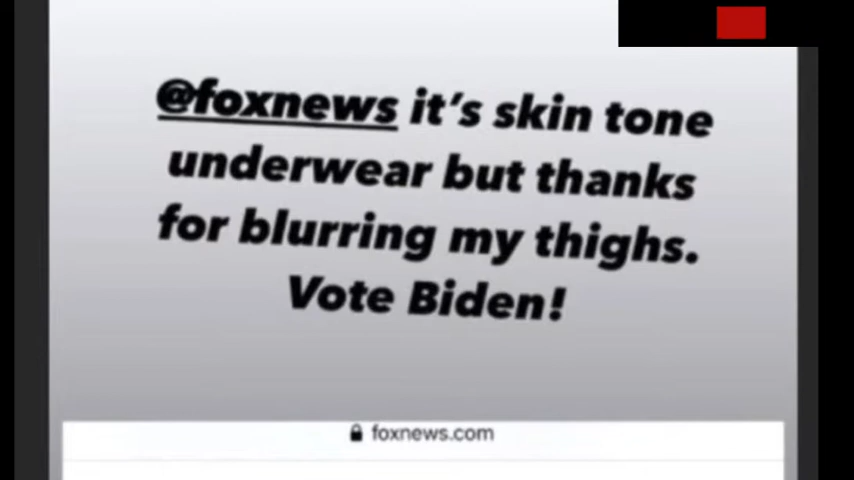 @foxnews it’s skin tone
underwear but thanks
for blurring my thighs.
Vote Biden!
foxnews.com